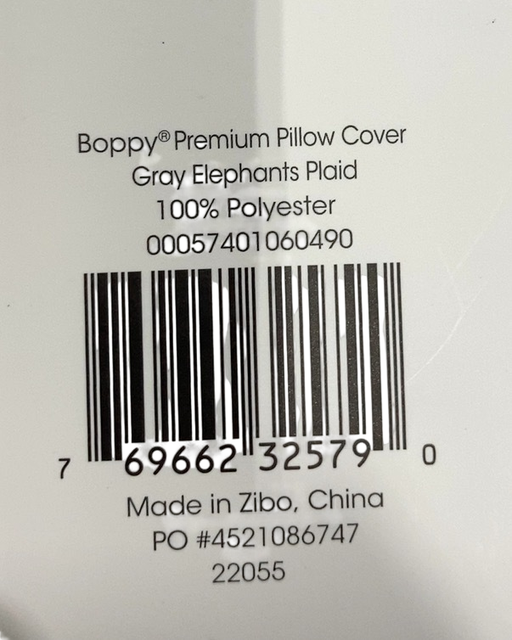 Boppy® Premium Pillow Cover
Gray Elephants Plaid
100% Polyester
00057401060490
7 69662 32579 0
Made in Zibo, China
PO #4521086747
22055